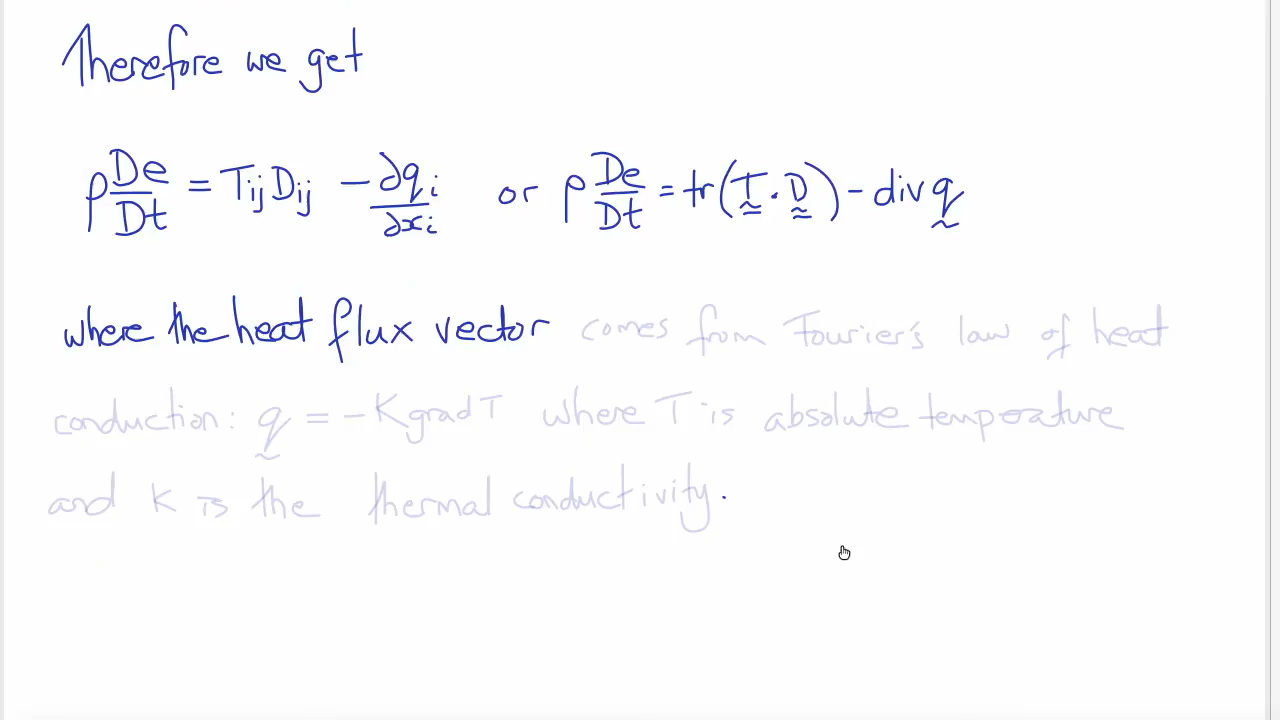 Therefore we get
ρ De/Dt = Tij Dij - ∂qi/∂xi or ρ De/Dt = tr(T · D) - div q
where the heat flux vector comes from Fourier's law of heat
conduction: q = -K grad T where T is absolute temperature
and K is the thermal conductivity.